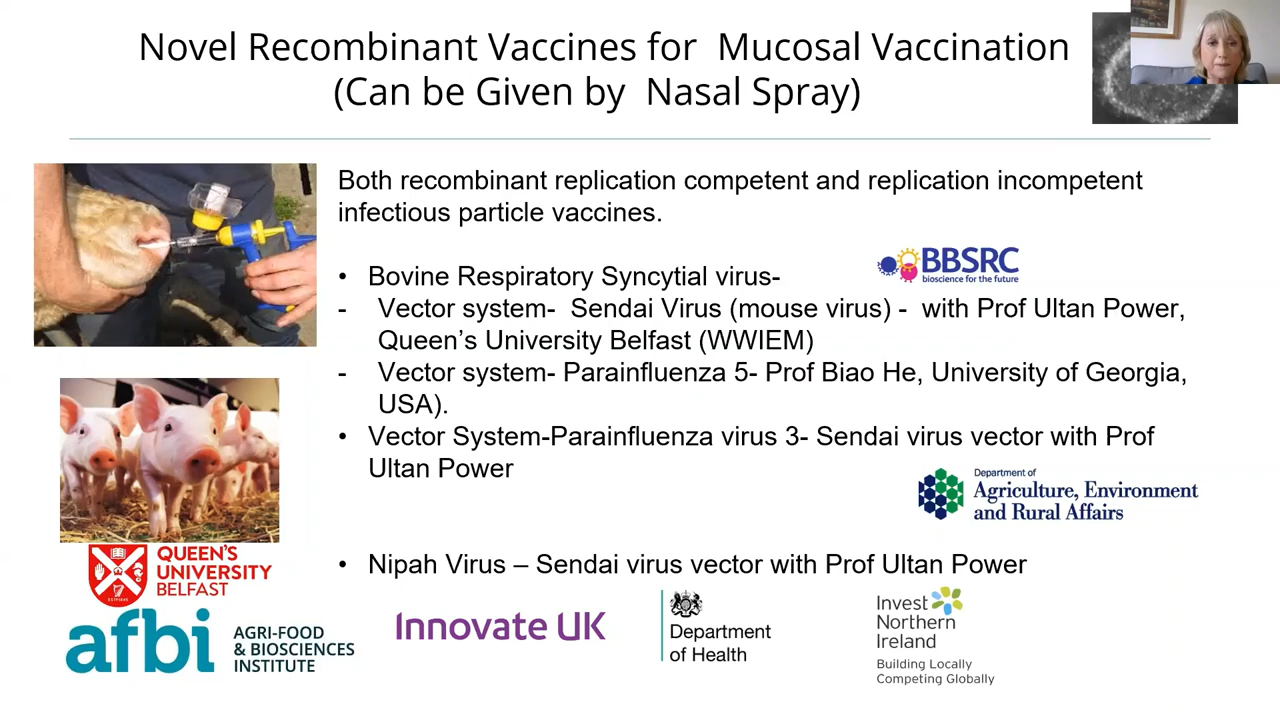 Novel Recombinant Vaccines for Mucosal Vaccination
(Can be Given by Nasal Spray)
Both recombinant replication competent and replication incompetent
infectious particle vaccines.
• Bovine Respiratory Syncytial virus-
BBSRC
bioscience for the future
- Vector system- Sendai Virus (mouse virus) - with Prof Ultan Power,
Queen's University Belfast (WWIEM)
- Vector system- Parainfluenza 5- Prof Biao He, University of Georgia,
USA).
• Vector System-Parainfluenza virus 3- Sendai virus vector with Prof
Ultan Power
Department of
Agriculture, Environment
and Rural Affairs
• Nipah Virus – Sendai virus vector with Prof Ultan Power
QUEEN'S
UNIVERSITY
BELFAST
afbi
AGRI-FOOD
& BIOSCIENCES
INSTITUTE
Innovate UK
Department
of Health
Invest
Northern
Ireland
Building Locally
Competing Globally